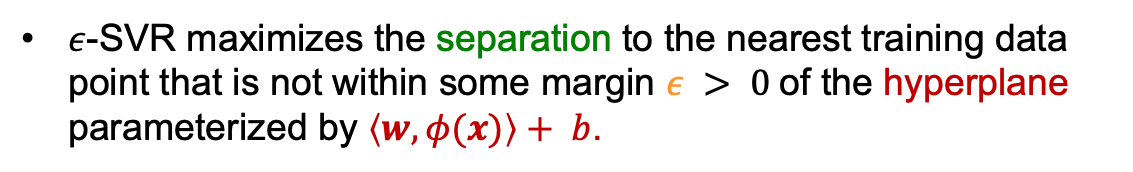 • ϵ-SVR maximizes the separation to the nearest training data
point that is not within some margin ϵ > 0 of the hyperplane
parameterized by ⟨w, ϕ(x)⟩ + b.